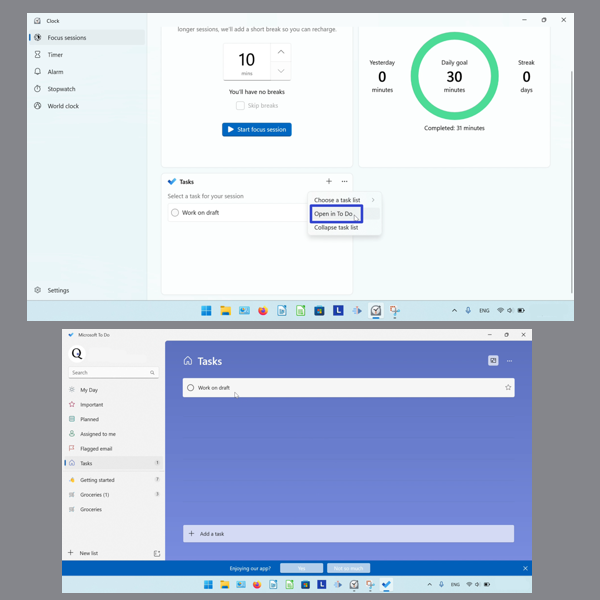 Clock
Focus sessions
Timer
Alarm
Stopwatch
World clock
Settings
longer sessions, we'll add a short break so you can recharge.
10
mins
You'll have no breaks
Skip breaks
Start focus session
Yesterday
0
minutes
Daily goal
30
minutes
Streak
0
days
Completed: 31 minutes
Tasks
Select a task for your session
Work on draft
Choose a task list
Open in To Do
Collapse task list
L
ENG
Microsoft To Do
Q
Search
My Day
Important
Planned
Assigned to me
Flagged email
Tasks
Getting started
Groceries (1)
Groceries
New list
Tasks
Work on draft
Add a task
Enjoying our app?
Yes
Not so much
L
ENG